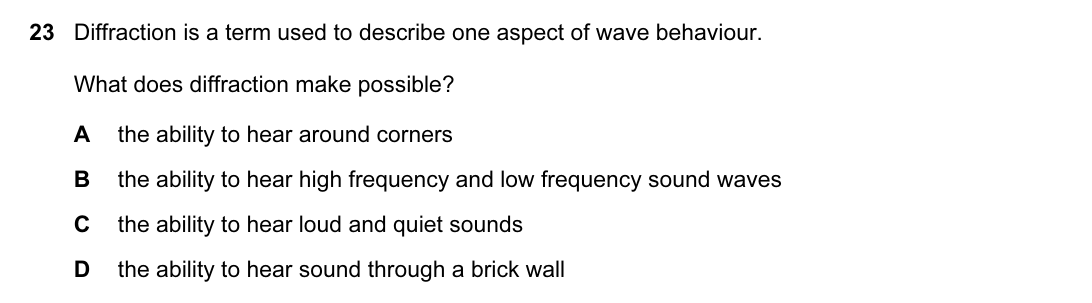 23 Diffraction is a term used to describe one aspect of wave behaviour.
What does diffraction make possible?
A the ability to hear around corners
B the ability to hear high frequency and low frequency sound waves
C the ability to hear loud and quiet sounds
D the ability to hear sound through a brick wall